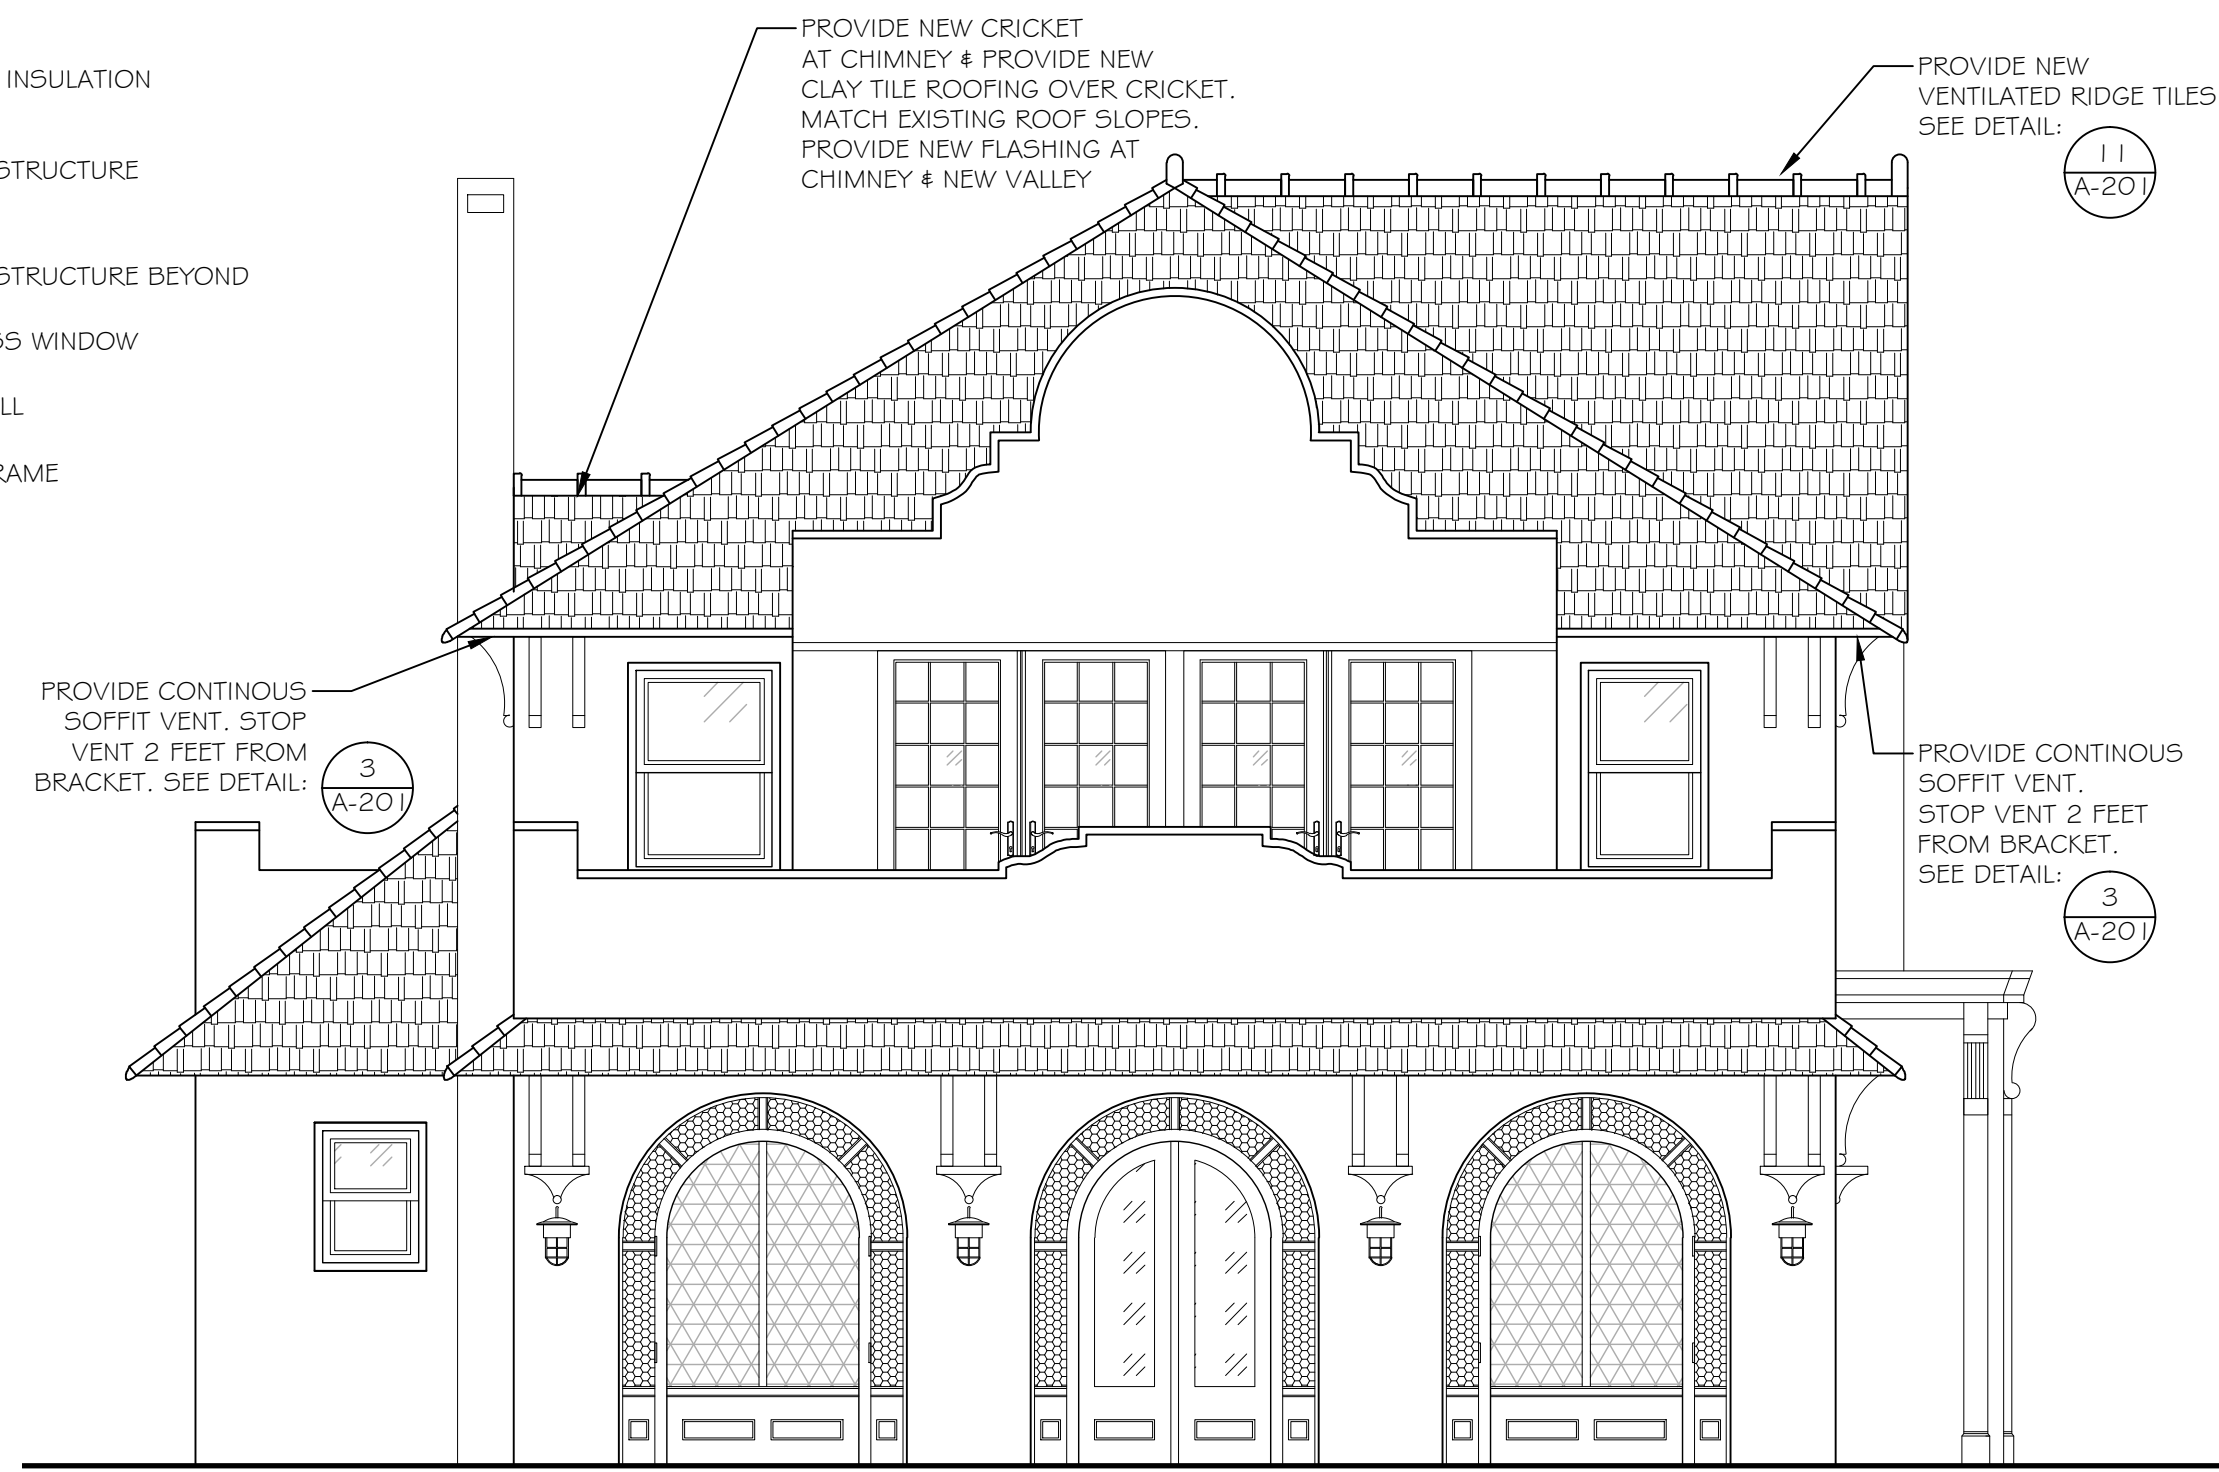 INSULATION
STRUCTURE
STRUCTURE BEYOND
WINDOW
PROVIDE NEW CRICKET
AT CHIMNEY & PROVIDE NEW
CLAY TILE ROOFING OVER CRICKET.
MATCH EXISTING ROOF SLOPES.
PROVIDE NEW FLASHING AT
CHIMNEY & NEW VALLEY
PROVIDE NEW
VENTILATED RIDGE TILES
SEE DETAIL:
11
A-201
PROVIDE CONTINOUS
SOFFIT VENT. STOP
VENT 2 FEET FROM
BRACKET. SEE DETAIL:
3
A-201
PROVIDE CONTINOUS
SOFFIT VENT.
STOP VENT 2 FEET
FROM BRACKET.
SEE DETAIL:
3
A-201